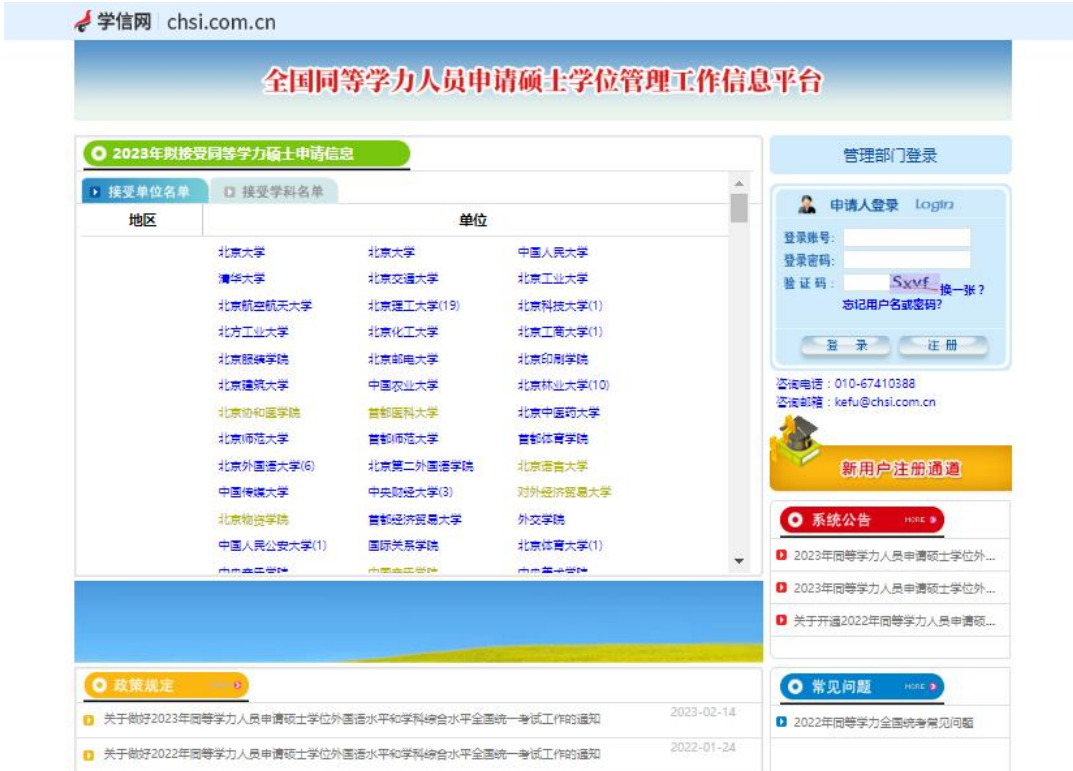 学信网 chsi.com.cn
全国同等学力人员申请硕士学位管理工作信息平台
2023年拟接受同等学力硕士申请信息
接受单位名单 接受学科名单
地区 单位
北京大学 北京大学 中国人民大学
清华大学 北京交通大学 北京工业大学
北京航空航天大学 北京理工大学(19) 北京科技大学(1)
北方工业大学 北京化工大学 北京工商大学(1)
北京服装学院 北京邮电大学 北京印刷学院
北京建筑大学 中国农业大学 北京林业大学(10)
北京协和医学院 首都医科大学 北京中医药大学
北京师范大学 首都师范大学 首都体育学院
北京外国语大学(6) 北京第二外国语学院 北京语言大学
中国传媒大学 中央财经大学(3) 对外经济贸易大学
北京物资学院 首都经济贸易大学 外交学院
中国人民公安大学(1) 国际关系学院 北京体育大学(1)
中央音乐学院 中国音乐学院 中央美术学院
管理部门登录
申请人登录 Login
登录账号:
登录密码:
验 证 码 : Sxvf 换一张？
忘记用户名或密码?
登 录 注 册
咨询电话：010-67410388
咨询邮箱：kefu@chsi.com.cn
新用户注册通道
系统公告 MORE
2023年同等学力人员申请硕士学位外...
2023年同等学力人员申请硕士学位外...
关于开通2022年同等学力人员申请硕...
政策规定
关于做好2023年同等学力人员申请硕士学位外国语水平和学科综合水平全国统一考试工作的通知 2023-02-14
关于做好2022年同等学力人员申请硕士学位外国语水平和学科综合水平全国统一考试工作的通知 2022-01-24
常见问题 MORE
2022年同等学力全国统考常见问题